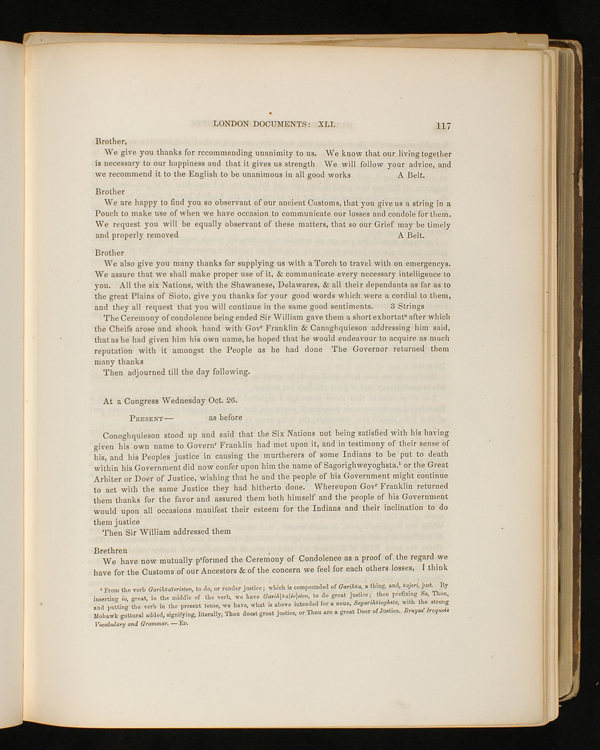 LONDON DOCUMENTS: XLI. 117
Brother,
We give you thanks for recommending unanimity to us. We know that our living together
is necessary to our happiness and that it gives us strength We will follow your advice, and
we recommend it to the English to be unanimous in all good works A Belt.
Brother
We are happy to find you so observant of our ancient Customs, that you give us a string in a
Pouch to make use of when we have occasion to communicate our losses and condole for them.
We request you will be equally observant of these matters, that so our Grief may be timely
and properly removed A Belt.
Brother
We also give you many thanks for supplying us with a Torch to travel with on emergencys.
We assure that we shall make proper use of it, & communicate every necessary intelligence to
you. All the six Nations, with the Shawanese, Delawares, & all their dependants as far as to
the great Plains of Sioto, give you thanks for your good words which were a cordial to them,
and they all request that you will continue in the same good sentiments. 3 Strings
The Ceremony of condolence being ended Sir William gave them a short exhortatⁿ after which
the Cheifs arose and shook hand with Govʳ Franklin & Canaghquieson addressing him said,
that as he had given him his own name, he hoped that he would endeavour to acquire as much
reputation with it amongst the People as he had done The Governor returned them
many thanks
Then adjourned till the day following.
At a Congress Wednesday Oct. 26.
PRESENT— as before
Conoghquieson stood up and said that the Six Nations not being satisfied with his having
given his own name to Governʳ Franklin had met upon it, and in testimony of their sense of
his, and his Peoples justice in causing the murtherers of some Indians to be put to death
within his Government did now confer upon him the name of Sagorighweyoghsta,¹ or the Great
Arbiter or Doer of Justice, wishing that he and the people of his Government might continue
to act with the same Justice they had hitherto done. Whereupon Govʳ Franklin returned
them thanks for the favor and assured them both himself and the people of his Government
would upon all occasions manifest their esteem for the Indians and their inclination to do
them justice
Then Sir William addressed them
Brethren
We have now mutually pʳformed the Ceremony of Condolence as a proof of the regard we
have for the Customs of our Ancestors & of the concern we feel for each others losses, I think
¹ From the verb to do, or render justice; which is compounded of a thing, and, just. By
inserting io, great, in the middle of the verb, we have to do great justice; then prefixing Sa, Thou,
and putting the verb in the present tense, we have, what is above intended for a noun, with the strong
Mohawk guttural added, signifying, literally, Thou doest great justice, or Thou are a great Doer of Justice. Bruyas' Iroquois
Vocabulary and Grammar. — ED.